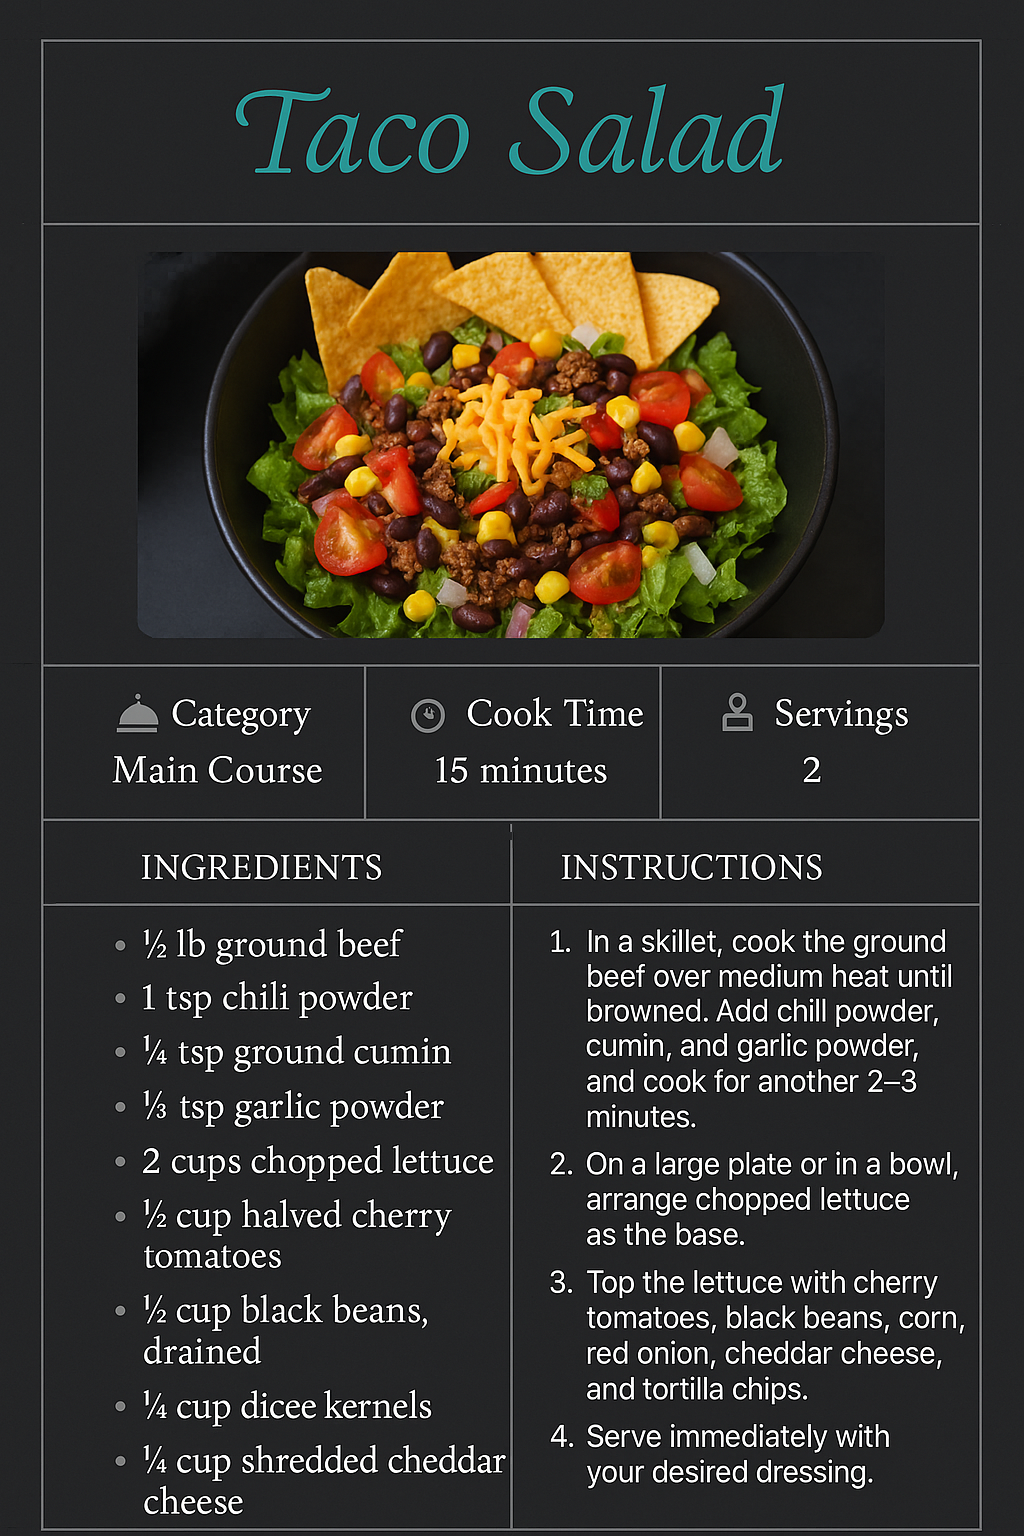 Taco Salad
Category
Main Course
Cook Time
15 minutes
Servings
2
INGREDIENTS
• ½ lb ground beef
• 1 tsp chili powder
• ¼ tsp ground cumin
• ⅓ tsp garlic powder
• 2 cups chopped lettuce
• ½ cup halved cherry
tomatoes
• ½ cup black beans,
drained
• ¼ cup dicee kernels
• ¼ cup shredded cheddar
cheese
INSTRUCTIONS
1. In a skillet, cook the ground
beef over medium heat until
browned. Add chill powder,
cumin, and garlic powder,
and cook for another 2–3
minutes.
2. On a large plate or in a bowl,
arrange chopped lettuce
as the base.
3. Top the lettuce with cherry
tomatoes, black beans, corn,
red onion, cheddar cheese,
and tortilla chips.
4. Serve immediately with
your desired dressing.